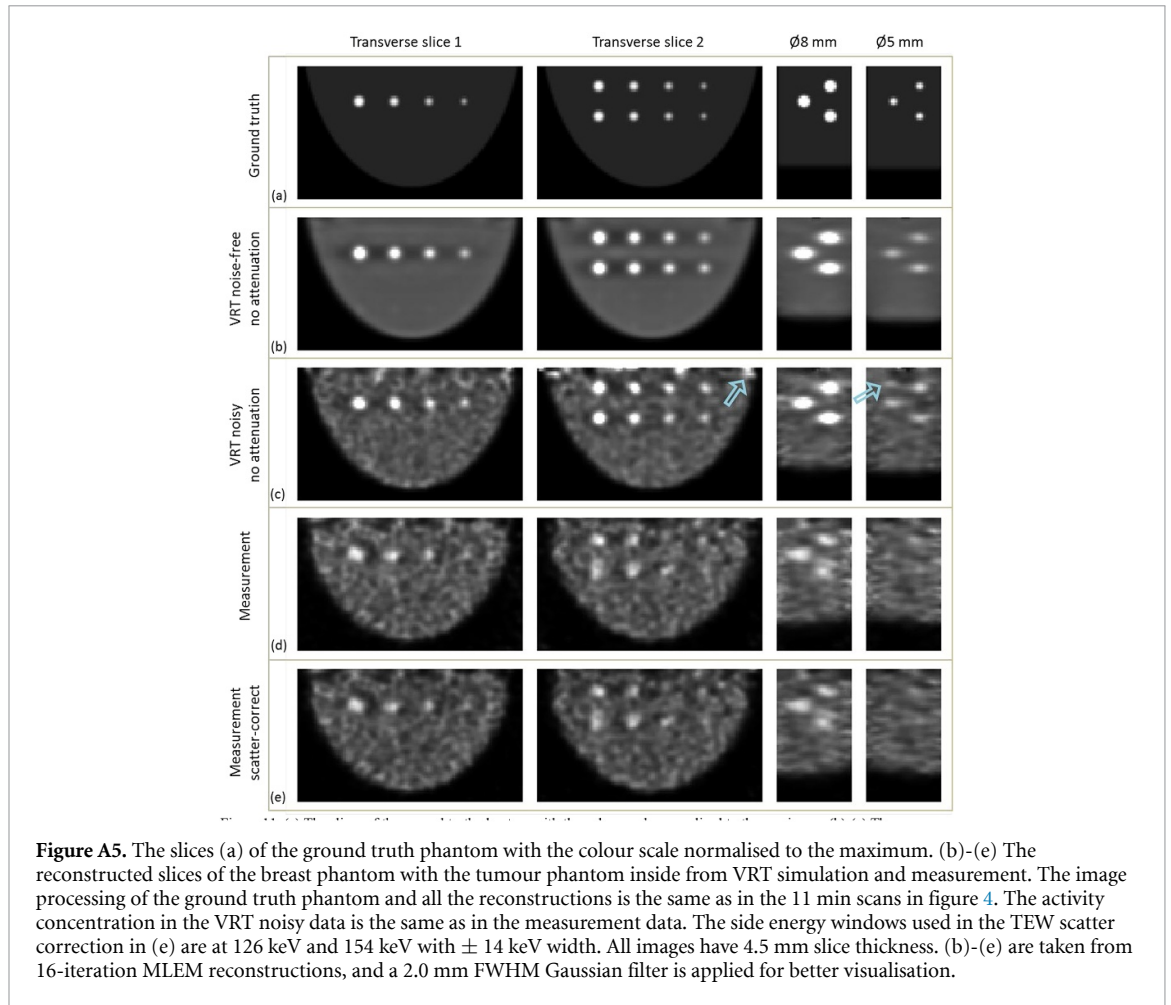 Transverse slice 1 Transverse slice 2 Ø8 mm Ø5 mm
Ground truth
(a)
VRT noise-free
no attenuation
(b)
VRT noisy
no attenuation
(c)
Measurement
(d)
Measurement
scatter-correct
(e)
Figure A5. The slices (a) of the ground truth phantom with the colour scale normalised to the maximum. (b)-(e) The
reconstructed slices of the breast phantom with the tumour phantom inside from VRT simulation and measurement. The image
processing of the ground truth phantom and all the reconstructions is the same as in the 11 min scans in figure 4. The activity
concentration in the VRT noisy data is the same as in the measurement data. The side energy windows used in the TEW scatter
correction in (e) are at 126 keV and 154 keV with ± 14 keV width. All images have 4.5 mm slice thickness. (b)-(e) are taken from
16-iteration MLEM reconstructions, and a 2.0 mm FWHM Gaussian filter is applied for better visualisation.